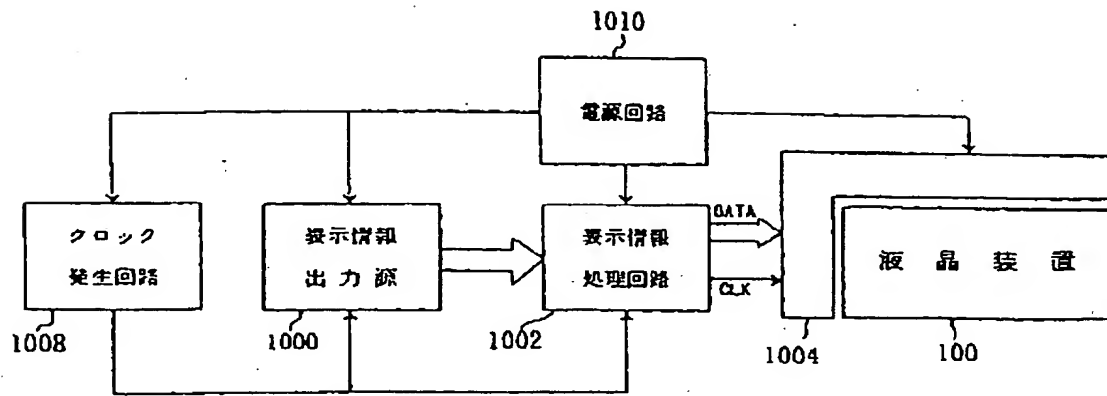 1010
電源回路
クロック
発生回路
表示情報
出力源
表示情報
処理回路
DATA
CLK
液晶装置
1008
1000
1002
1004
100